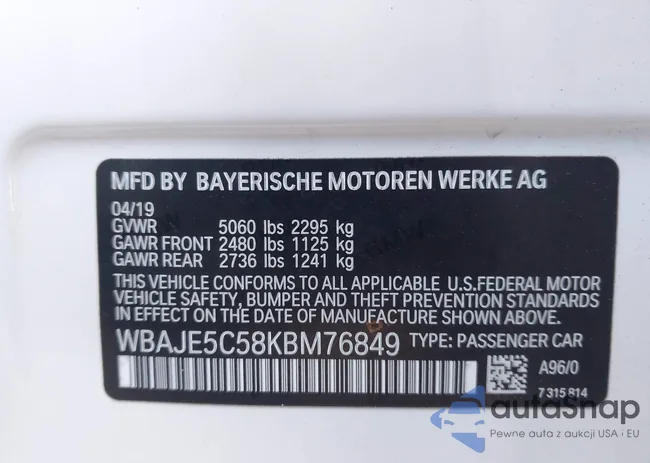 MFD BY BAYERISCHE MOTOREN WERKE AG
04/19
GVWR 5060 lbs 2295 kg
GAWR FRONT 2480 lbs 1125 kg
GAWR REAR 2736 lbs 1241 kg
THIS VEHICLE CONFORMS TO ALL APPLICABLE U.S.FEDERAL MOTOR
VEHICLE SAFETY, BUMPER AND THEFT PREVENTION STANDARDS
IN EFFECT ON THE DATE OF MANUFACTURE SHOWN ABOVE.
WBAJE5C58KBM76849 TYPE: PASSENGER CAR
A96/0
7 315 814
autoSnap
Pewne auta z aukcji USA i EU